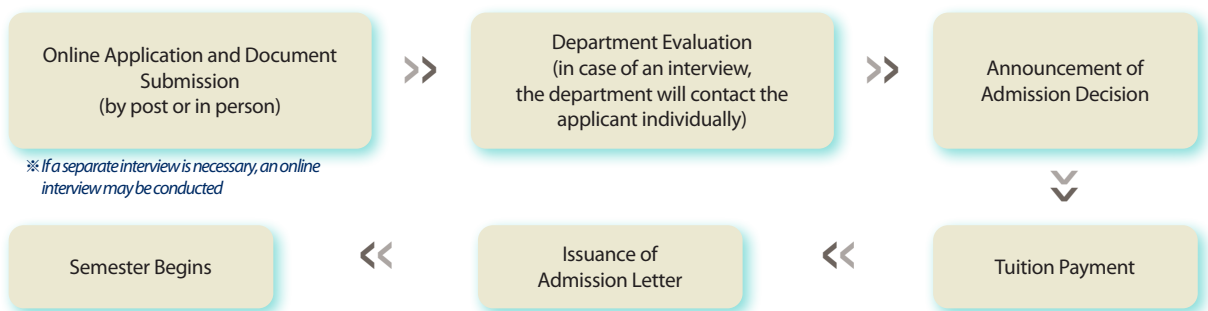 Online Application and Document
Submission
(by post or in person)
Department Evaluation
(in case of an interview,
the department will contact the
applicant individually)
Announcement of
Admission Decision
※ If a separate interview is necessary, an online
interview may be conducted
Tuition Payment
Issuance of
Admission Letter
Semester Begins